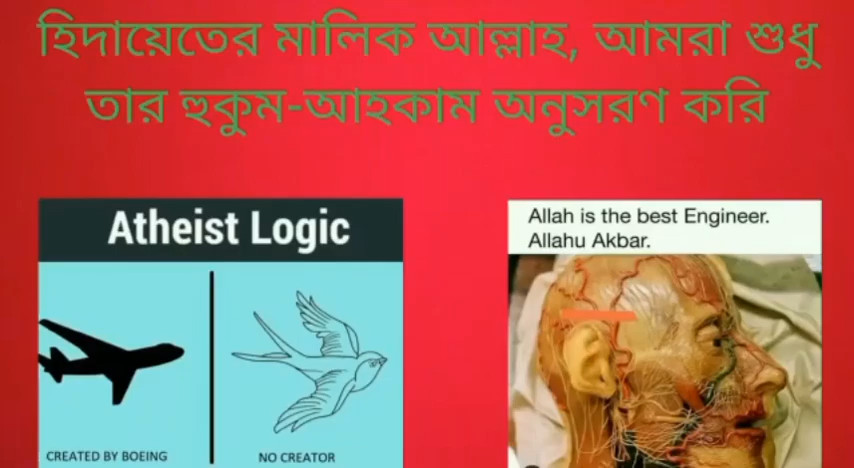 হিদায়েতের মালিক আল্লাহ, আমরা শুধু
তার হুকুম-আহকাম অনুসরণ করি
Atheist Logic
CREATED BY BOEING
NO CREATOR
Allah is the best Engineer.
Allahu Akbar.